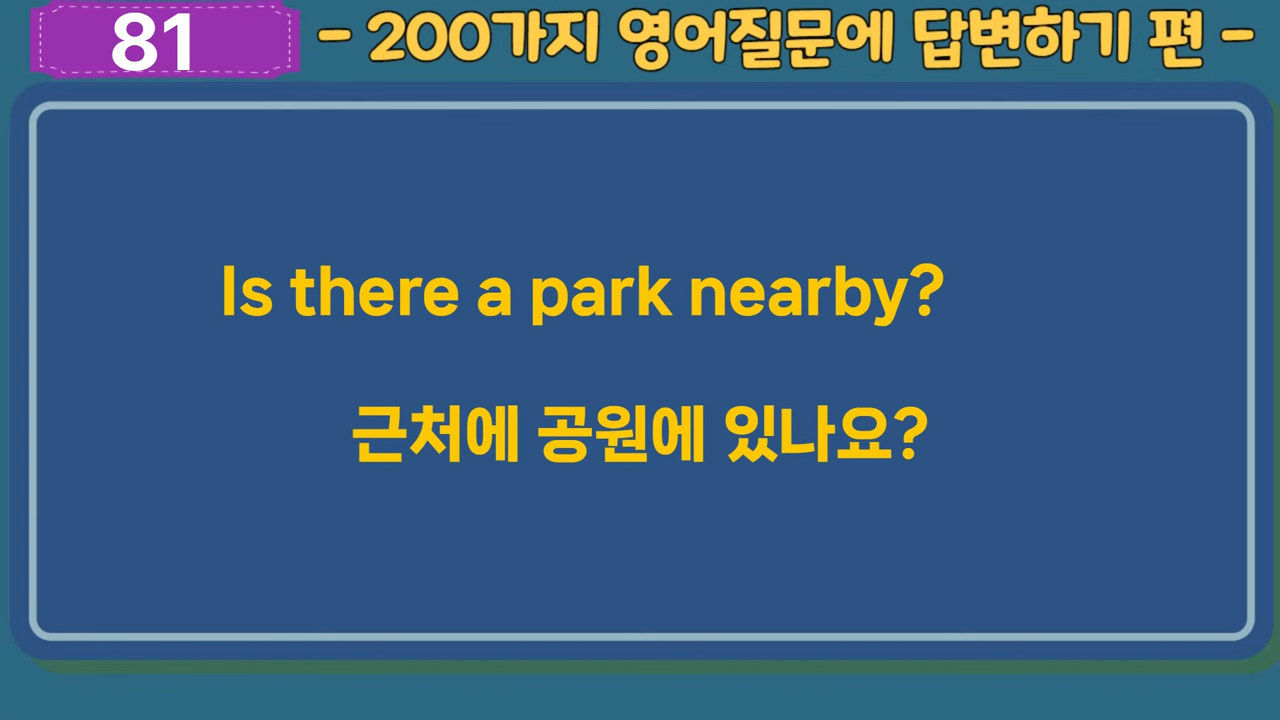 81
- 200가지 영어질문에 답변하기 편 -
Is there a park nearby?
근처에 공원에 있나요?